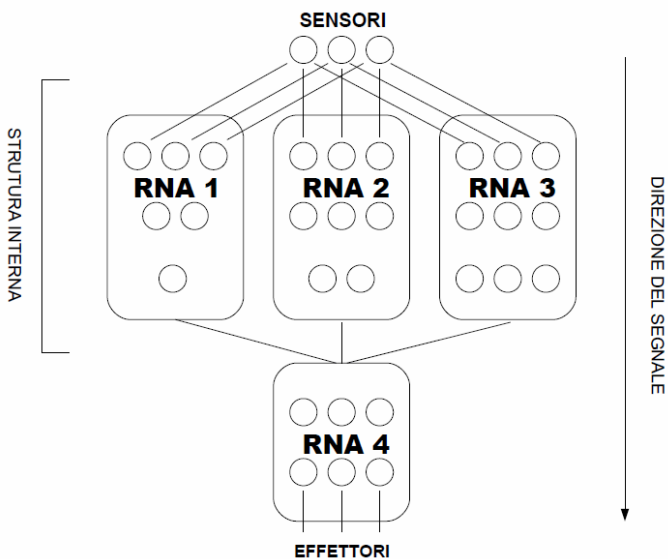 SENSORI
STRUTURA INTERNA
RNA 1
RNA 2
RNA 3
DIREZIONE DEL SEGNALE
RNA 4
EFFETTORI